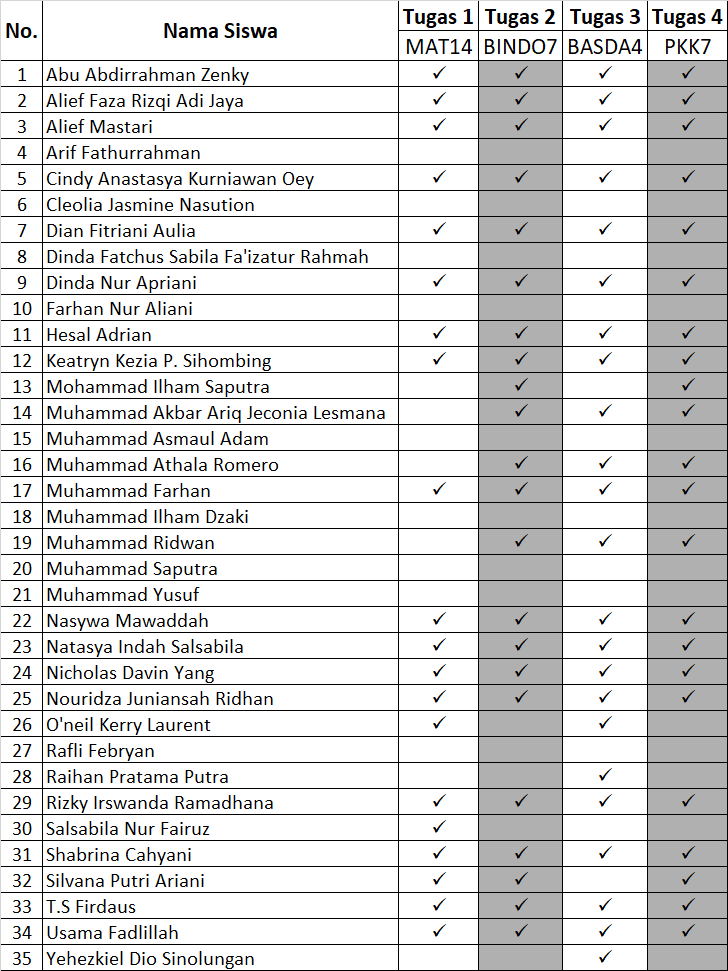 No. Nama Siswa Tugas 1 Tugas 2 Tugas 3 Tugas 4
MAT14 BINDO7 BASDA4 PKK7
1 Abu Abdirrahman Zenky ✓ ✓ ✓ ✓
2 Alief Faza Rizqi Adi Jaya ✓ ✓ ✓ ✓
3 Alief Mastari ✓ ✓ ✓ ✓
4 Arif Fathurrahman
5 Cindy Anastasya Kurniawan Oey ✓ ✓ ✓ ✓
6 Cleolia Jasmine Nasution
7 Dian Fitriani Aulia ✓ ✓ ✓ ✓
8 Dinda Fatchus Sabila Fa'izatur Rahmah
9 Dinda Nur Apriani ✓ ✓ ✓ ✓
10 Farhan Nur Aliani
11 Hesal Adrian ✓ ✓ ✓ ✓
12 Keatryn Kezia P. Sihombing ✓ ✓ ✓ ✓
13 Mohammad Ilham Saputra ✓ ✓
14 Muhammad Akbar Ariq Jeconia Lesmana ✓ ✓ ✓
15 Muhammad Asmaul Adam
16 Muhammad Athala Romero ✓ ✓ ✓
17 Muhammad Farhan ✓ ✓ ✓ ✓
18 Muhammad Ilham Dzaki
19 Muhammad Ridwan ✓ ✓ ✓
20 Muhammad Saputra
21 Muhammad Yusuf
22 Nasywa Mawaddah ✓ ✓ ✓ ✓
23 Natasya Indah Salsabila ✓ ✓ ✓ ✓
24 Nicholas Davin Yang ✓ ✓ ✓ ✓
25 Nouridza Juniansah Ridhan ✓ ✓ ✓ ✓
26 O'neil Kerry Laurent ✓ ✓
27 Rafli Febryan
28 Raihan Pratama Putra ✓
29 Rizky Irswanda Ramadhana ✓ ✓ ✓ ✓
30 Salsabila Nur Fairuz ✓
31 Shabrina Cahyani ✓ ✓ ✓ ✓
32 Silvana Putri Ariani ✓ ✓ ✓
33 T.S Firdaus ✓ ✓ ✓ ✓
34 Usama Fadlillah ✓ ✓ ✓ ✓
35 Yehezkiel Dio Sinolungan ✓